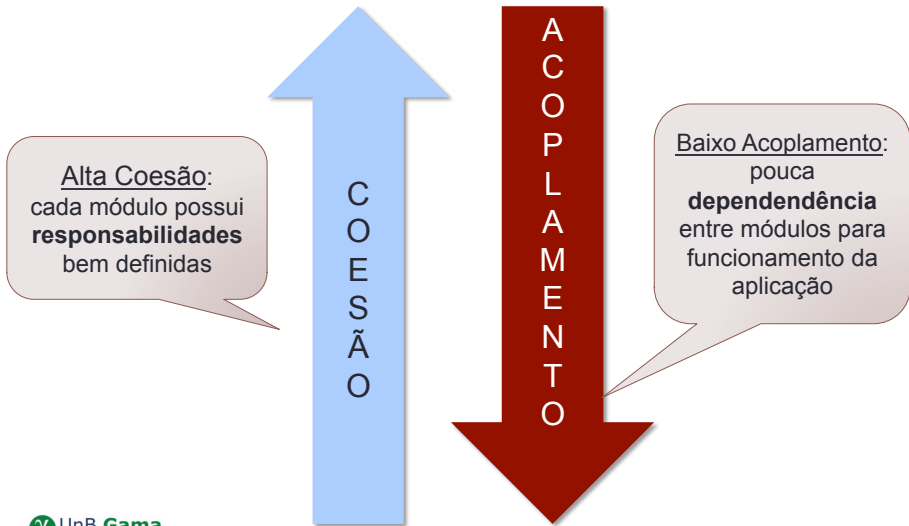 Alta Coesão:
cada módulo possui
responsabilidades
bem definidas
C
O
E
S
Ã
O
A
C
O
P
L
A
M
E
N
T
O
Baixo Acoplamento:
pouca
dependendência
entre módulos para
funcionamento da
aplicação
UnB Gama